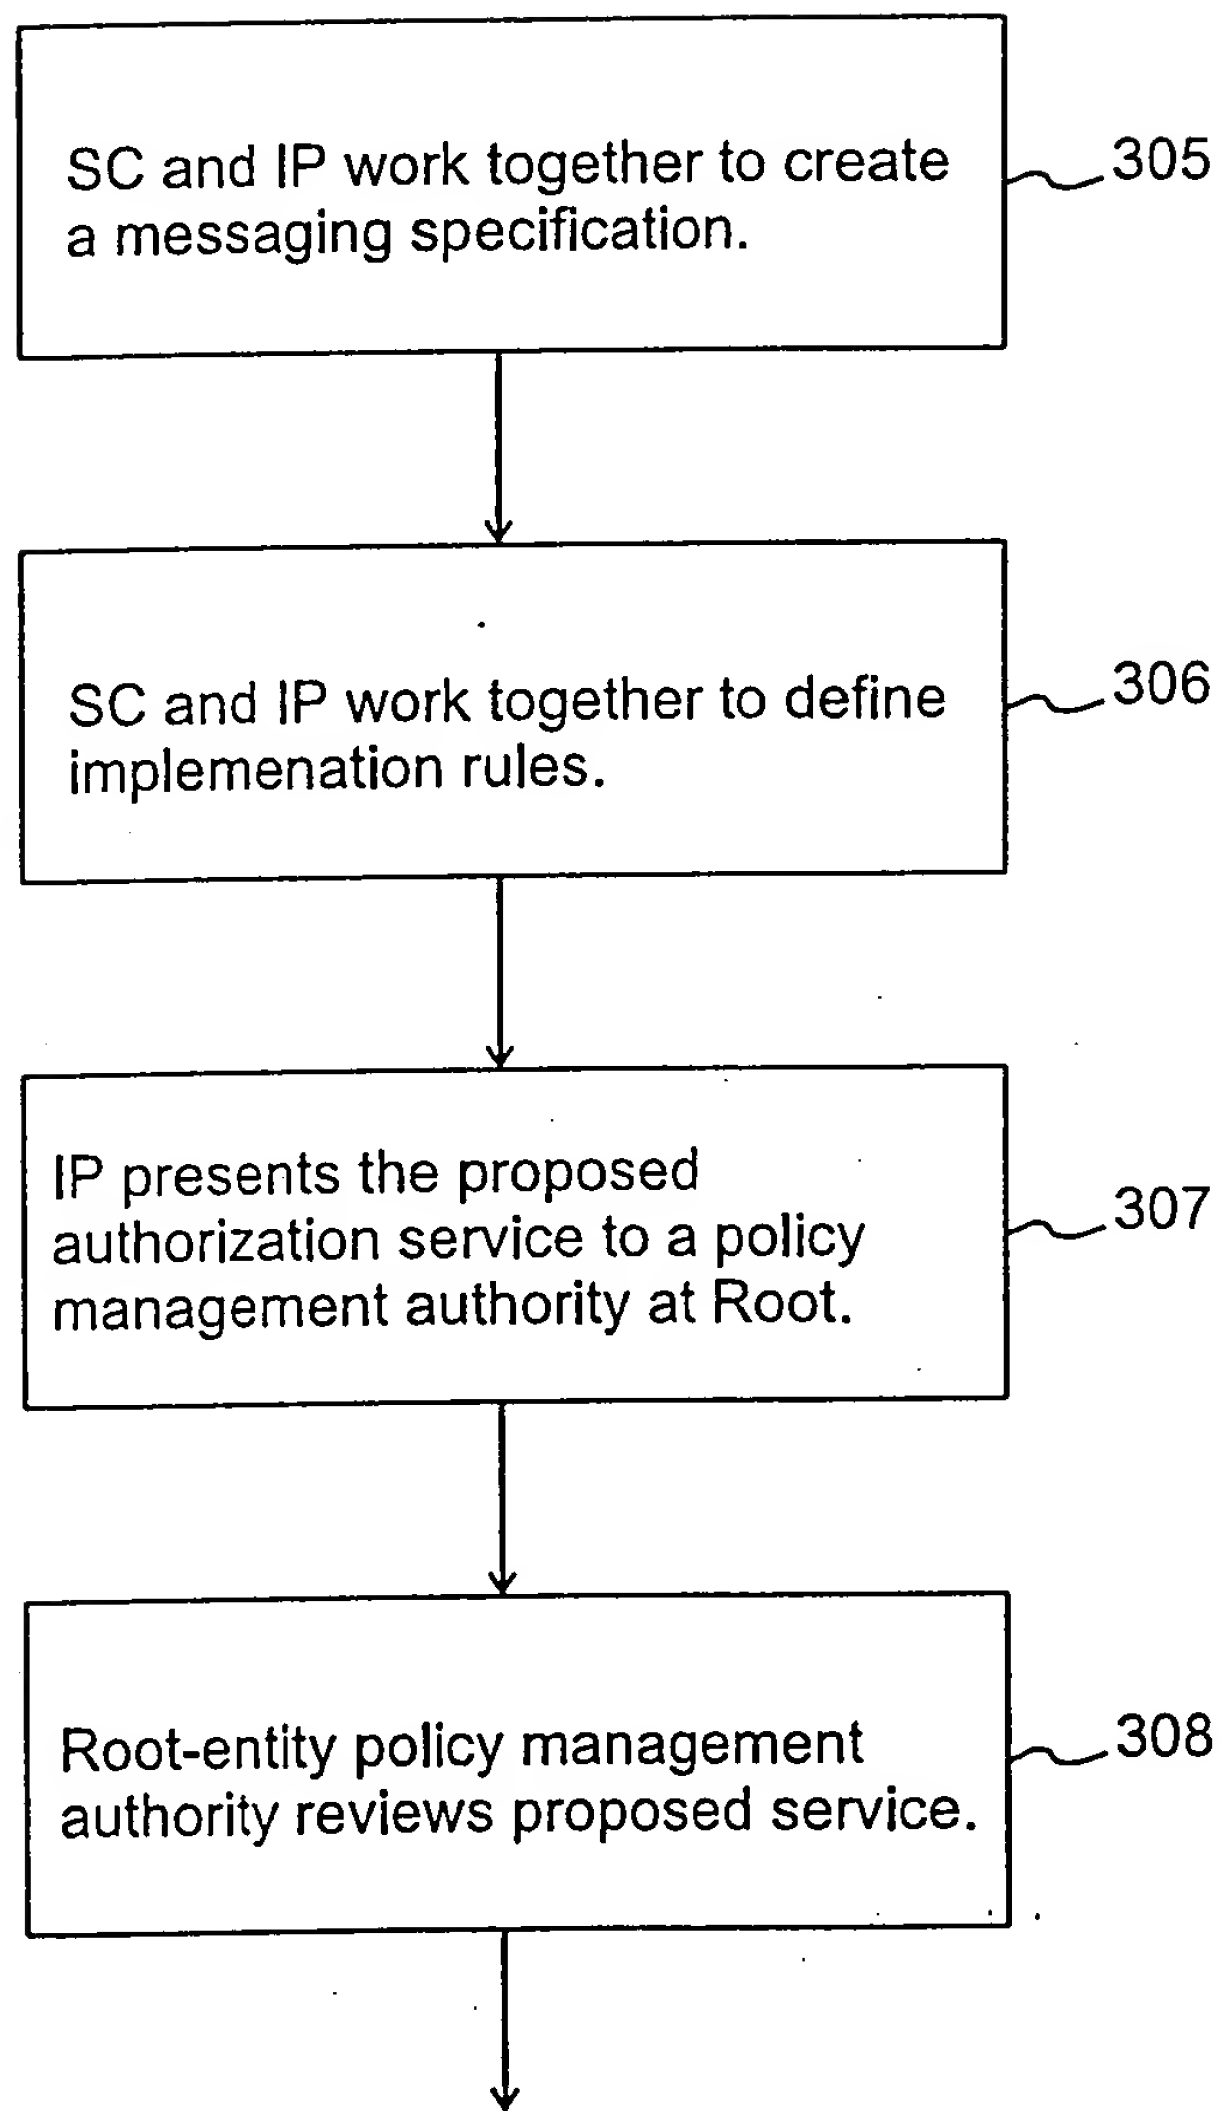 SC and IP work together to create
a messaging specification.
305
SC and IP work together to define
implemenation rules.
306
IP presents the proposed
authorization service to a policy
management authority at Root.
307
Root-entity policy management
authority reviews proposed service.
308